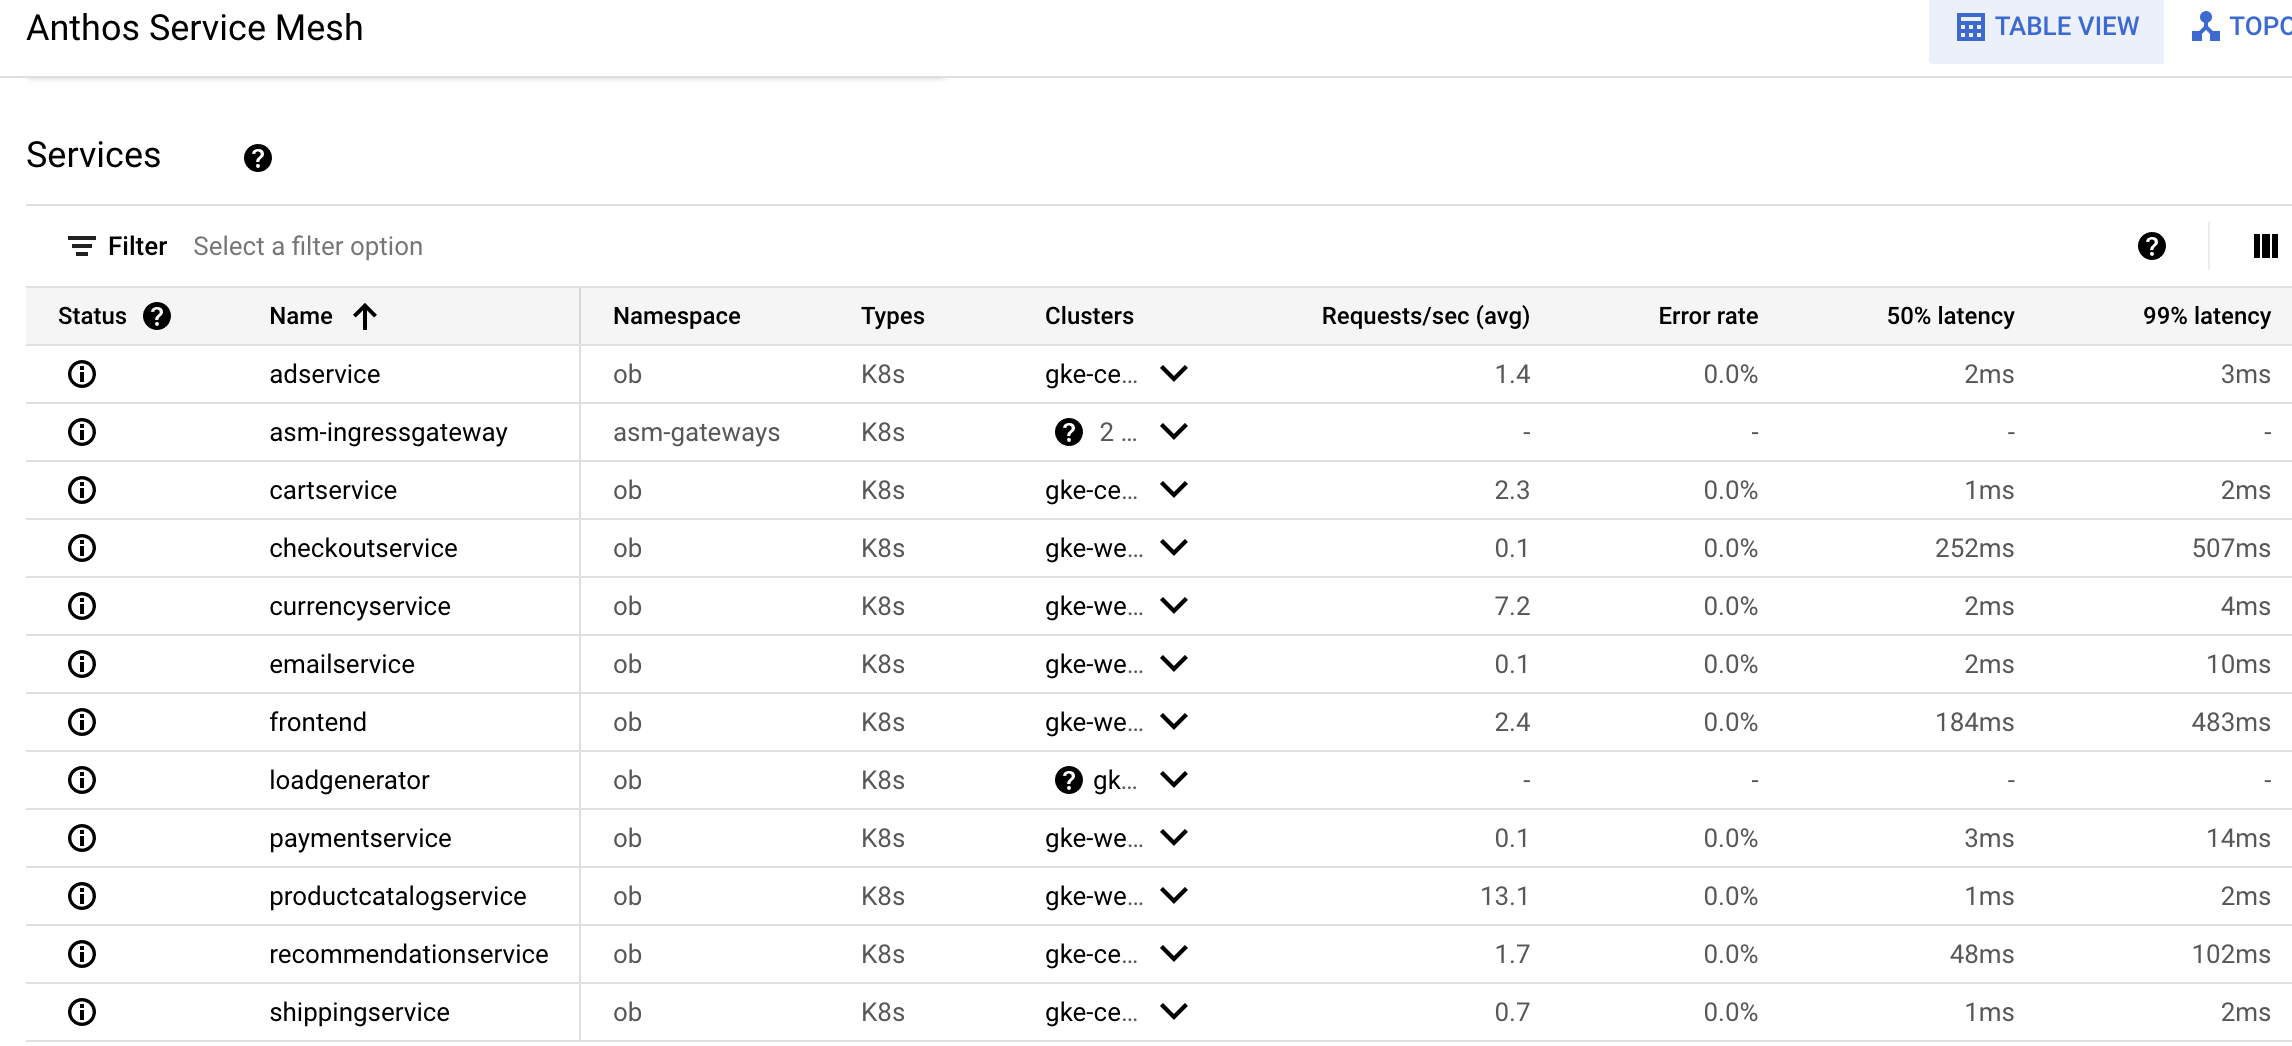 Anthos Service Mesh TABLE VIEW TOPO
Services
Filter Select a filter option
Status Name Namespace Types Clusters Requests/sec (avg) Error rate 50% latency 99% latency
adservice ob K8s gke-ce... 1.4 0.0% 2ms 3ms
asm-ingressgateway asm-gateways K8s 2 ... - - - -
cartservice ob K8s gke-ce... 2.3 0.0% 1ms 2ms
checkoutservice ob K8s gke-we... 0.1 0.0% 252ms 507ms
currencyservice ob K8s gke-we... 7.2 0.0% 2ms 4ms
emailservice ob K8s gke-we... 0.1 0.0% 2ms 10ms
frontend ob K8s gke-we... 2.4 0.0% 184ms 483ms
loadgenerator ob K8s gk... - - - -
paymentservice ob K8s gke-we... 0.1 0.0% 3ms 14ms
productcatalogservice ob K8s gke-we... 13.1 0.0% 1ms 2ms
recommendationservice ob K8s gke-ce... 1.7 0.0% 48ms 102ms
shippingservice ob K8s gke-ce... 0.7 0.0% 1ms 2ms